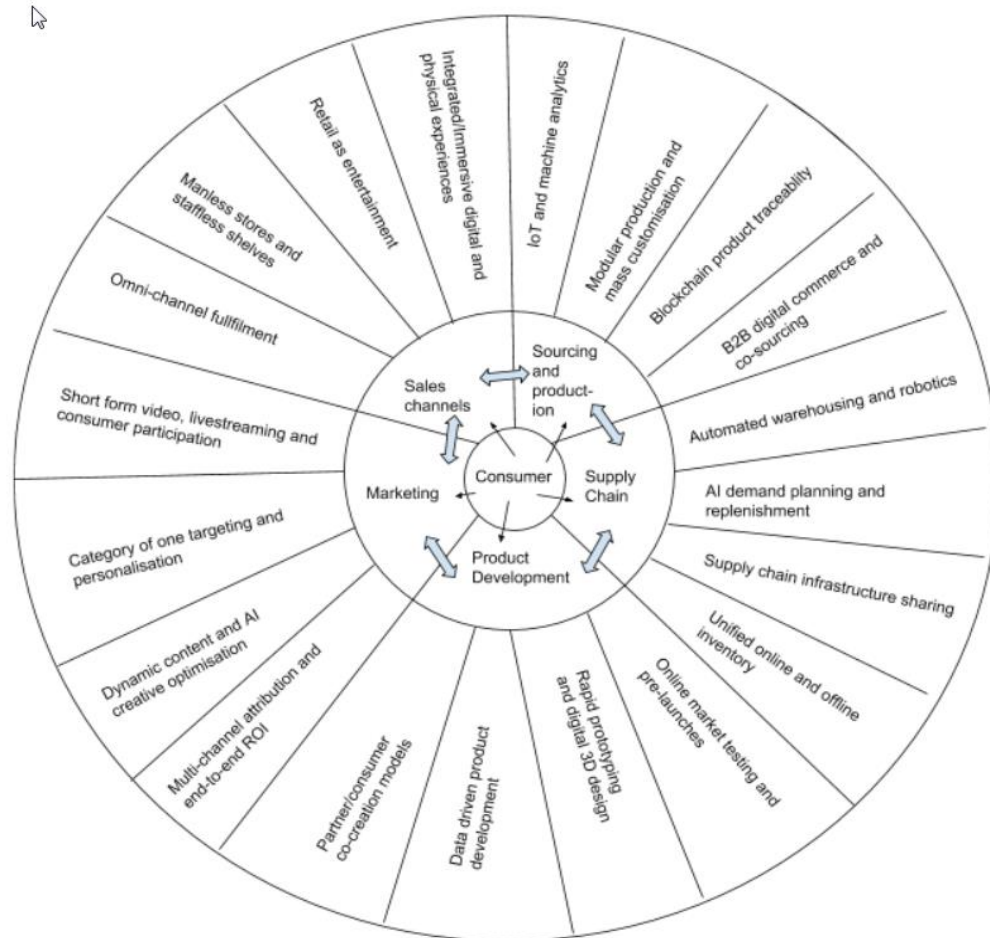 Integrated/Immersive digital and
physical experiences
IoT and machine analytics
Modular production and
mass customisation
Blockchain product traceablity
B2B digital commerce and
co-sourcing
Automated warehousing and robotics
AI demand planning and
replenishment
Supply chain infrastructure sharing
Unified online and offline
inventory
Online market testing and
pre-launches
Rapid prototyping
and digital 3D design
Data driven product
development
Partner/consumer
co-creation models
Multi-channel attribution and
end-to-end ROI
Dynamic content and AI
creative optimisation
Category of one targeting and
personalisation
Short form video, livestreaming and
consumer participation
Omni-channel fullfilment
Manless stores and
staffless shelves
Retail as entertainment
Sales
channels
Sourcing
and
product-
ion
Marketing
Consumer
Supply
Chain
Product
Development